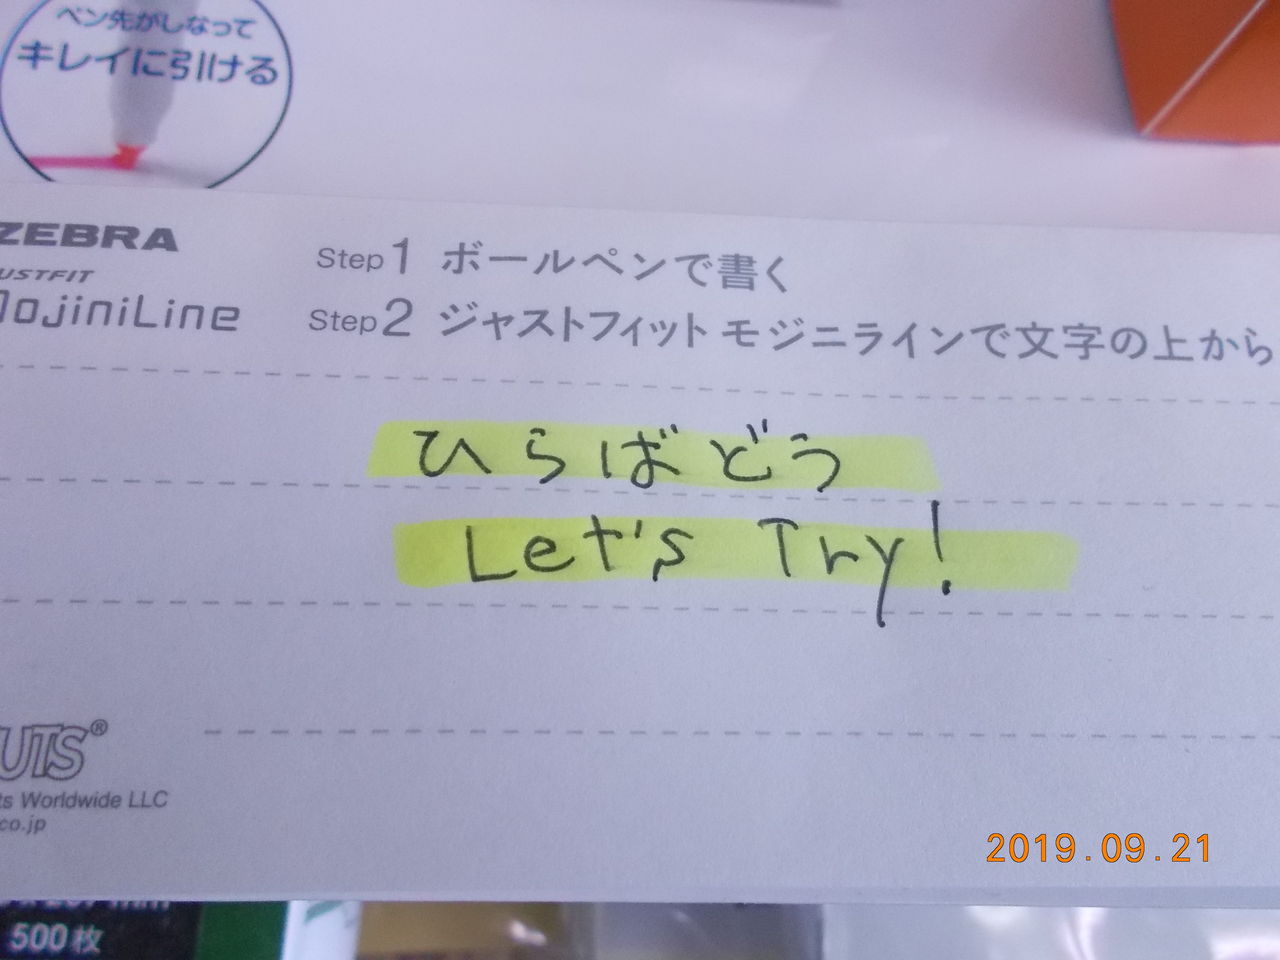 ペン先がしなって
キレイに引ける
ZEBRA
USTFIT
MojiniLine
Step1 ボールペンで書く
Step2 ジャストフィット モジニラインで文字の上から
ひらばどう
Let's Try!
UTS®
ts Worldwide LLC
co.jp
2019.09.21
500枚